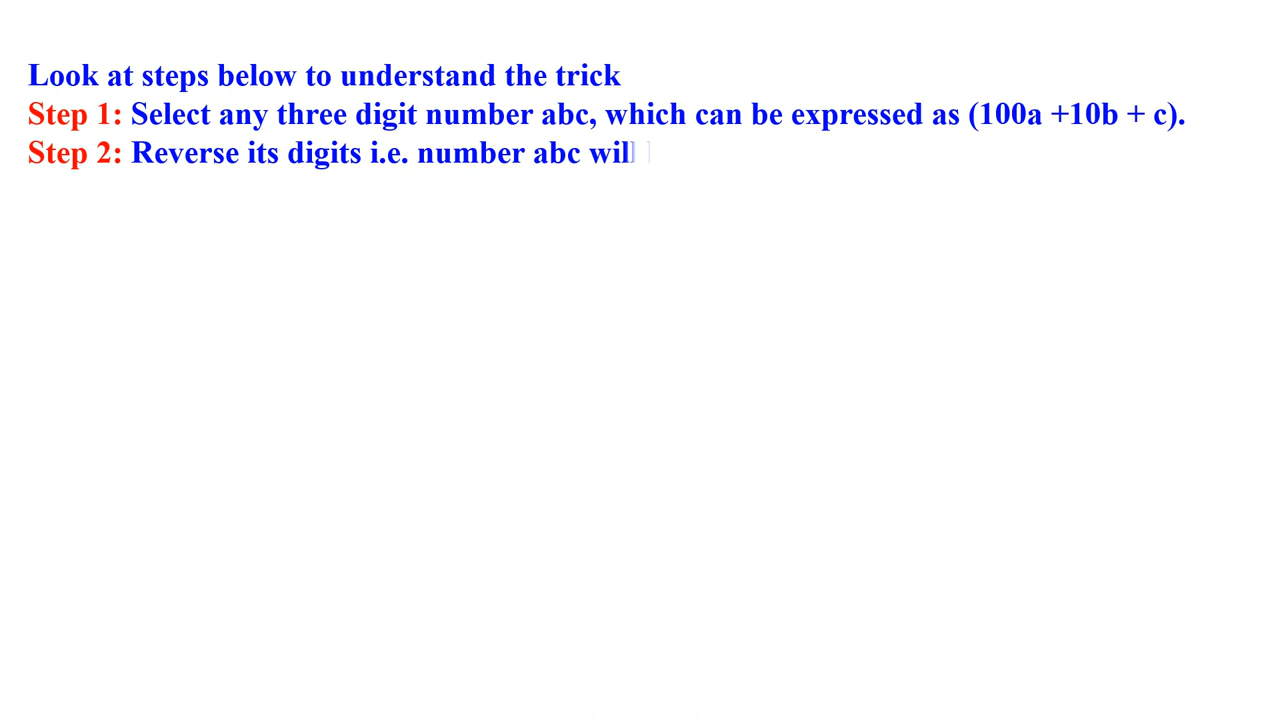 Look at steps below to understand the trick
Step 1: Select any three digit number abc, which can be expressed as (100a +10b + c).
Step 2: Reverse its digits i.e. number abc will